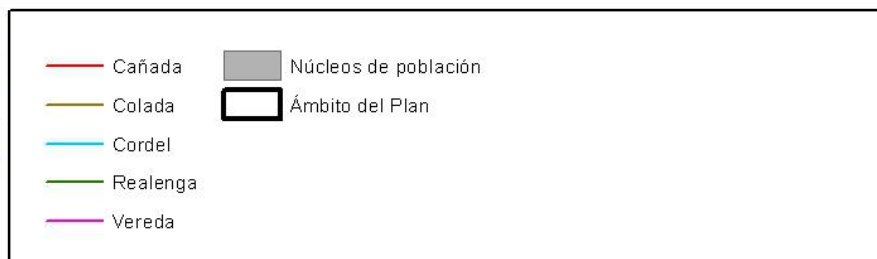 Cañada
Colada
Cordel
Realenga
Vereda
Núcleos de población
Ámbito del Plan